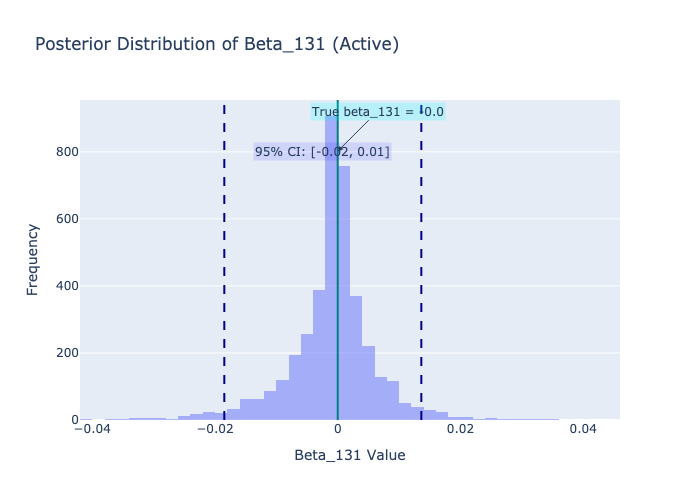 Posterior Distribution of Beta_131 (Active)
True beta_131 = -0.0
95% CI: [-0.02, 0.01]
800
600
400
200
0
Frequency
−0.04 −0.02 0 0.02 0.04
Beta_131 Value